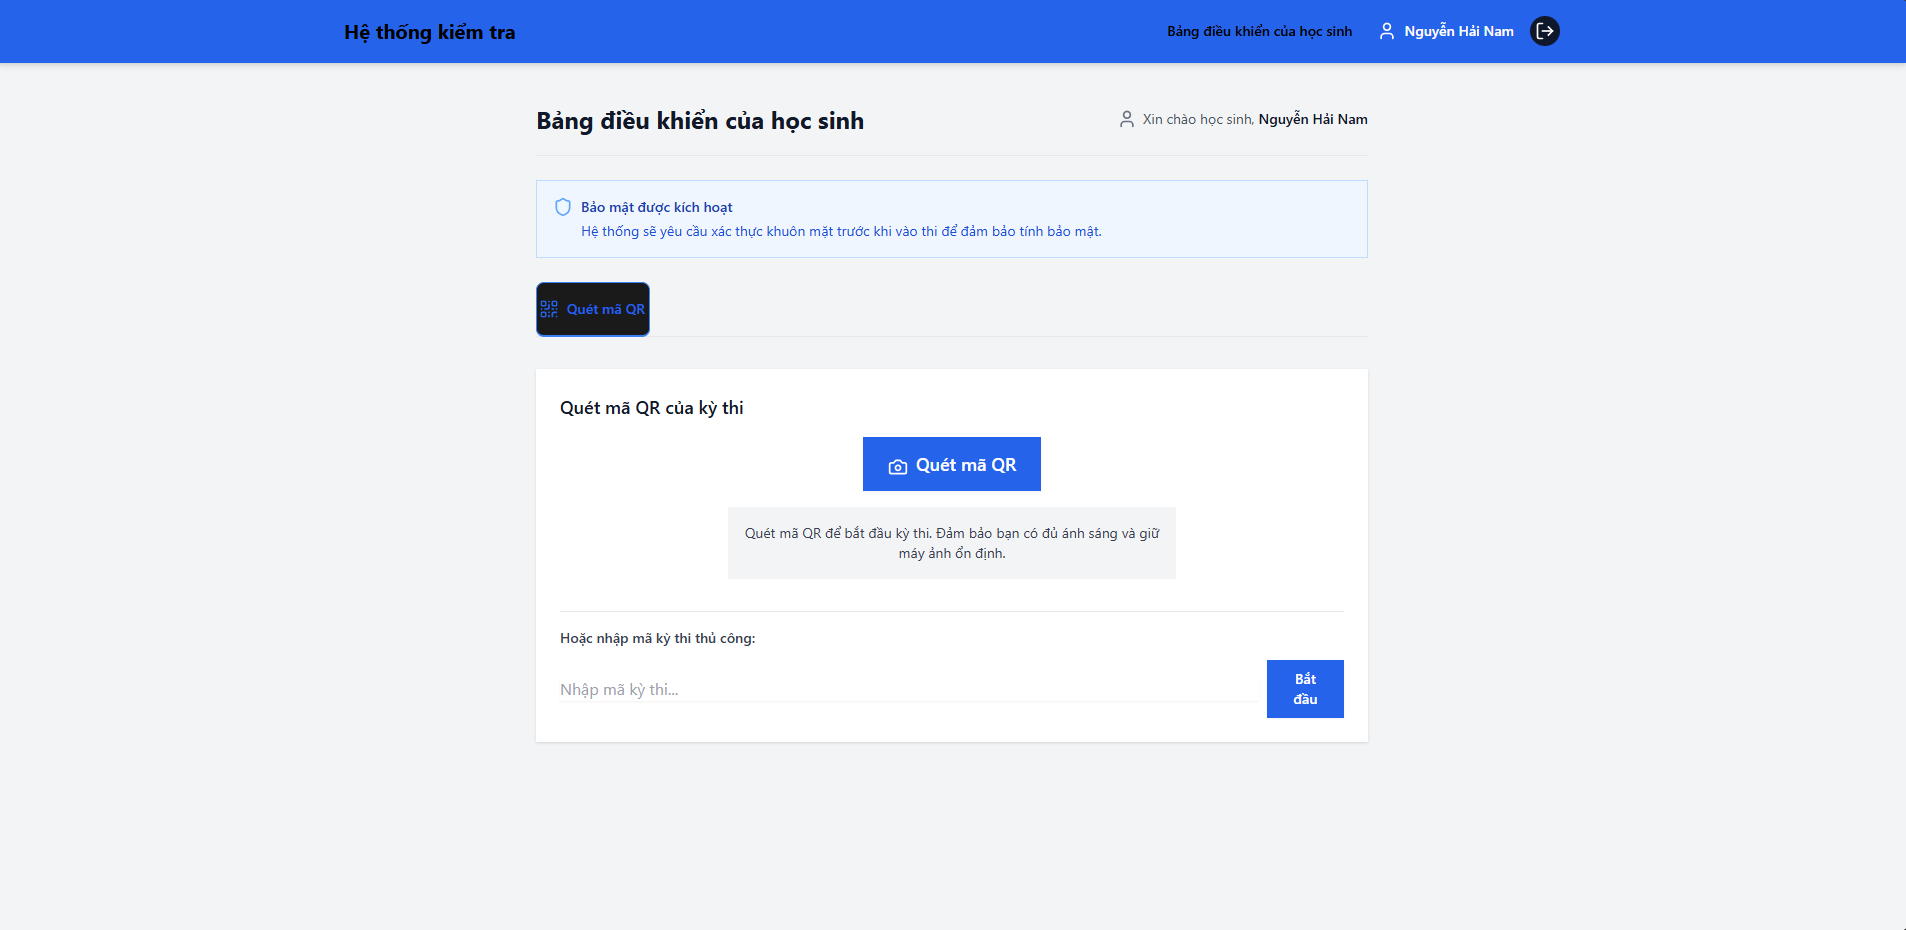 Hệ thống kiểm tra
Bảng điều khiển của học sinh
Nguyễn Hải Nam
Bảng điều khiển của học sinh
Xin chào học sinh, Nguyễn Hải Nam
Bảo mật được kích hoạt
Hệ thống sẽ yêu cầu xác thực khuôn mặt trước khi vào thi để đảm bảo tính bảo mật.
Quét mã QR
Quét mã QR của kỳ thi
Quét mã QR
Quét mã QR để bắt đầu kỳ thi. Đảm bảo bạn có đủ ánh sáng và giữ
máy ảnh ổn định.
Hoặc nhập mã kỳ thi thủ công:
Nhập mã kỳ thi...
Bắt
đầu